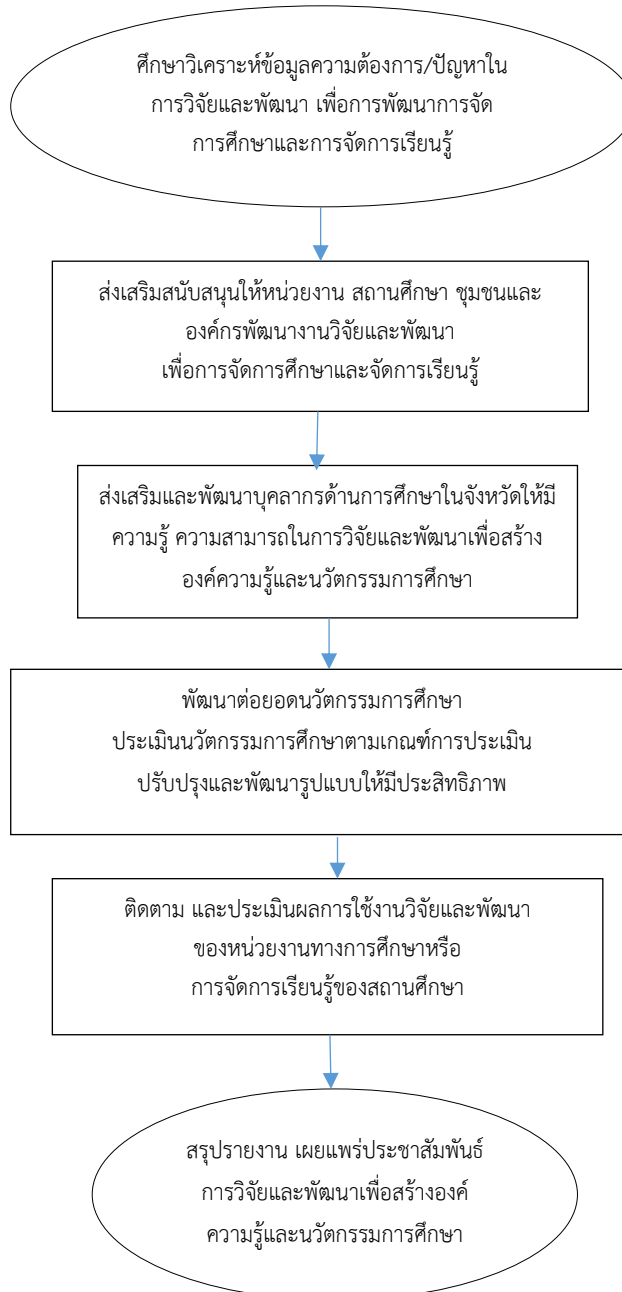 ศึกษาวิเคราะห์ข้อมูลความต้องการ/ปัญหาใน
การวิจัยและพัฒนา เพื่อการพัฒนาการจัด
การศึกษาและการจัดการเรียนรู้
ส่งเสริมสนับสนุนให้หน่วยงาน สถานศึกษา ชุมชนและ
องค์กรพัฒนางานวิจัยและพัฒนา
เพื่อการจัดการศึกษาและจัดการเรียนรู้
ส่งเสริมและพัฒนาบุคลากรด้านการศึกษาในจังหวัดให้มี
ความรู้ ความสามารถในการวิจัยและพัฒนาเพื่อสร้าง
องค์ความรู้และนวัตกรรมการศึกษา
พัฒนาต่อยอดนวัตกรรมการศึกษา
ประเมินนวัตกรรมการศึกษาตามเกณฑ์การประเมิน
ปรับปรุงและพัฒนารูปแบบให้มีประสิทธิภาพ
ติดตาม และประเมินผลการใช้งานวิจัยและพัฒนา
ของหน่วยงานทางการศึกษาหรือ
การจัดการเรียนรู้ของสถานศึกษา
สรุปรายงาน เผยแพร่ประชาสัมพันธ์
การวิจัยและพัฒนาเพื่อสร้างองค์
ความรู้และนวัตกรรมการศึกษา